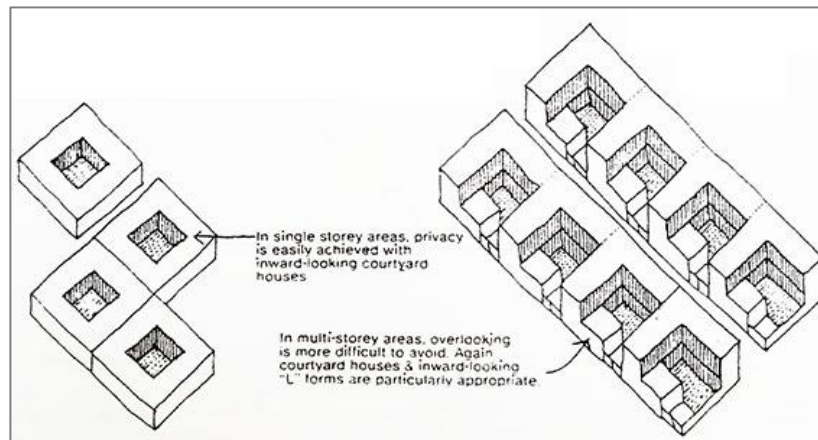 In single storey areas, privacy
is easily achieved with
inward-looking courtyard
houses
In multi-storey areas, overlooking
is more difficult to avoid. Again
courtyard houses & inward-looking
"L" forms are particularly appropriate.